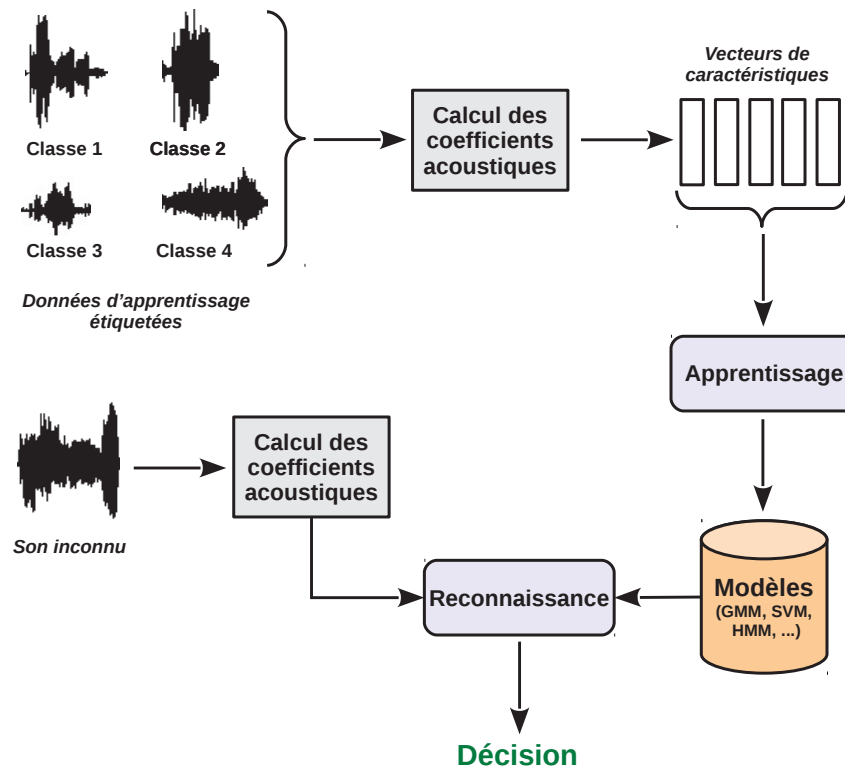 Classe 1
Classe 2
Classe 3
Classe 4
Données d’apprentissage
étiquetées
Calcul des
coefficients
acoustiques
Vecteurs de
caractéristiques
Apprentissage
Son inconnu
Calcul des
coefficients
acoustiques
Reconnaissance
Modèles
(GMM, SVM,
HMM, ...)
Décision